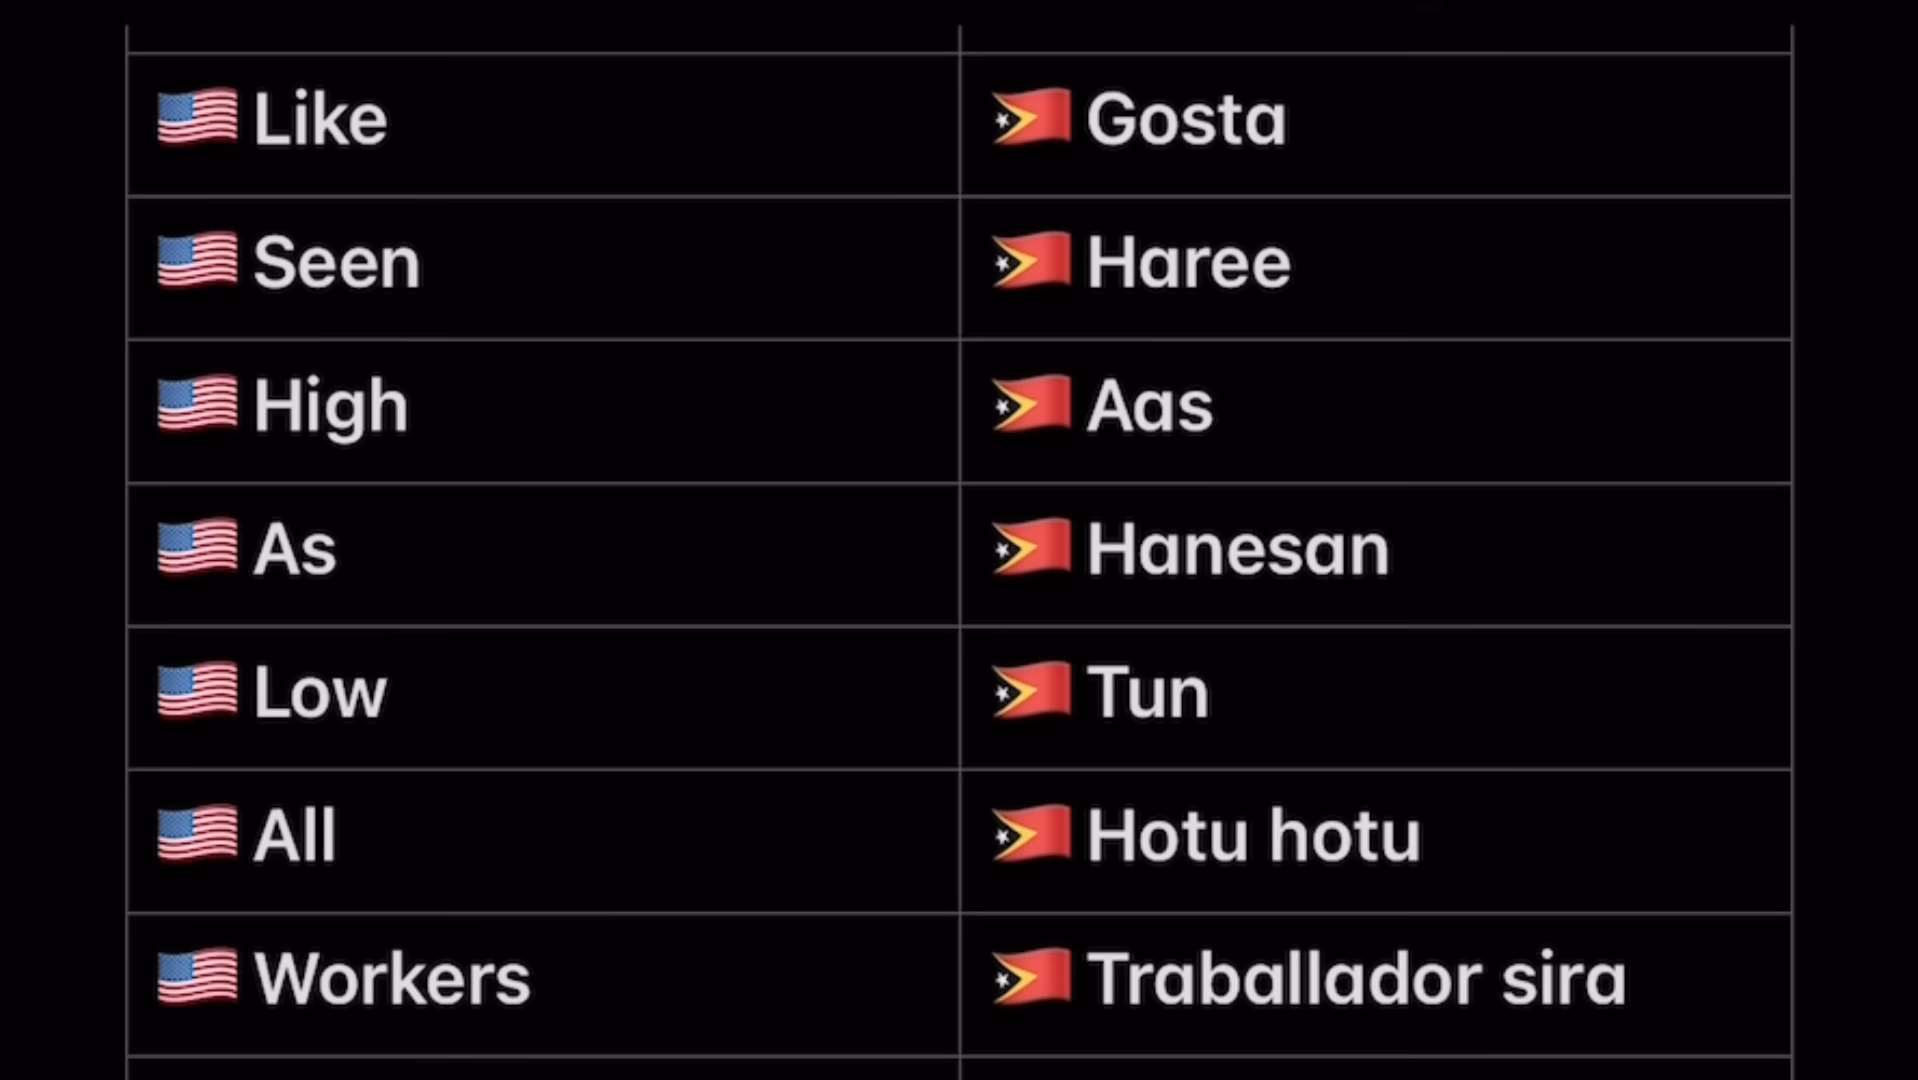 Like Gosta
Seen Haree
High Aas
As Hanesan
Low Tun
All Hotu hotu
Workers Traballador sira